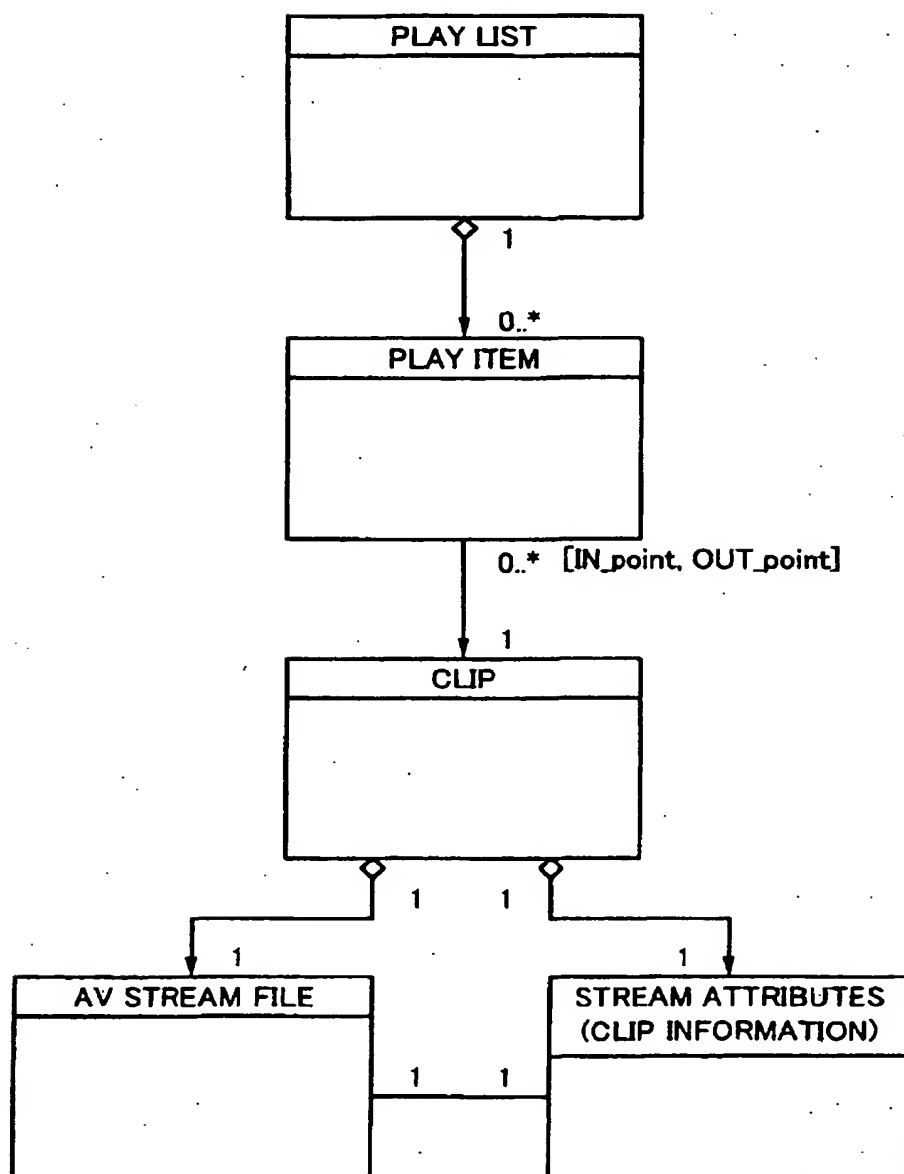 PLAY LIST
1
0..*
PLAY ITEM
0..* [IN_point, OUT_point]
1
CLIP
1 1
1 1
AV STREAM FILE
STREAM ATTRIBUTES
(CLIP INFORMATION)
1 1